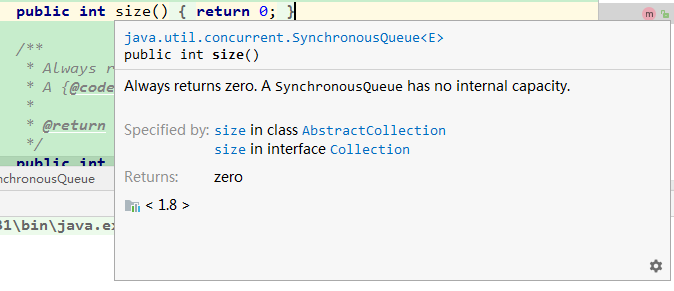 public int size() { return 0; }
m
/**
* Always r
* A {@code
*
* @return
*/
public int
nchronousQueue
31\bin\java.ex
java.util.concurrent.SynchronousQueue<E>
public int size()
Always returns zero. A SynchronousQueue has no internal capacity.
Specified by: size in class AbstractCollection
size in interface Collection
Returns: zero
< 1.8 >